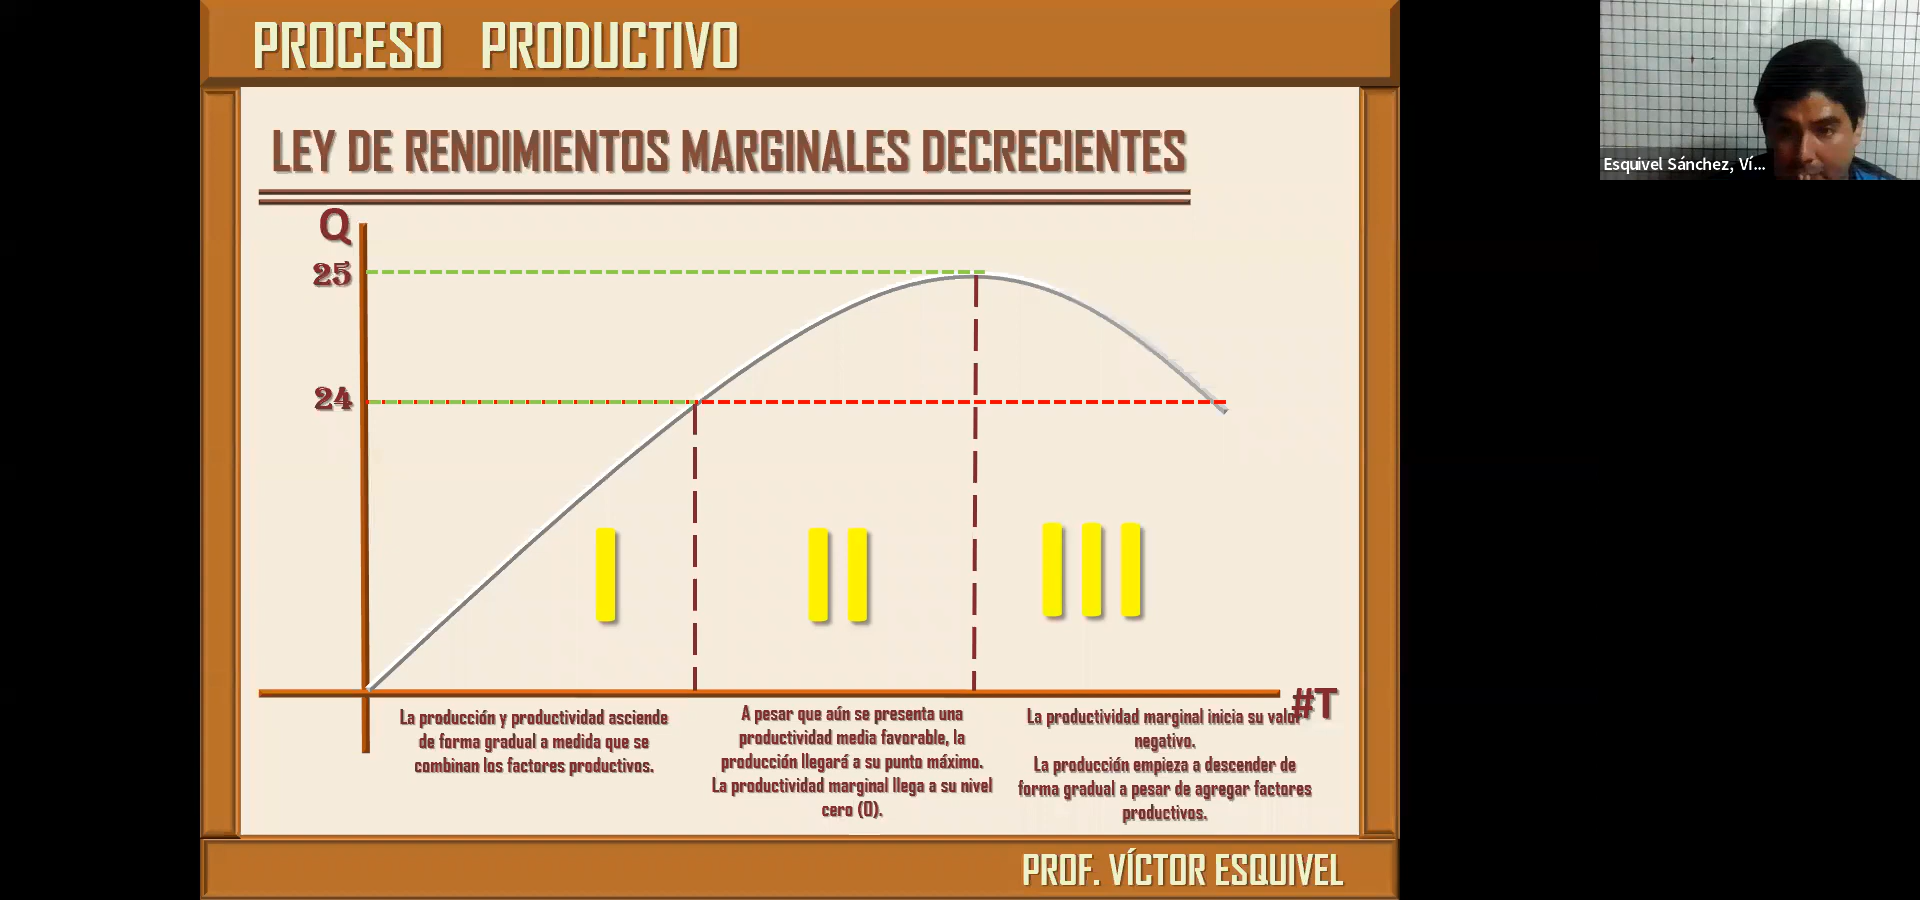 PROCESO PRODUCTIVO
Esquivel Sánchez, Ví...
LEY DE RENDIMIENTOS MARGINALES DECRECIENTES
Q
25
24
I
II
III
#T
La producción y productividad asciende
de forma gradual a medida que se
combinan los factores productivos.
A pesar que aún se presenta una
productividad media favorable, la
producción llegará a su punto máximo.
La productividad marginal llega a su nivel
cero (0).
La productividad marginal inicia su valor
negativo.
La producción empieza a descender de
forma gradual a pesar de agregar factores
productivos.
PROF. VÍCTOR ESQUIVEL